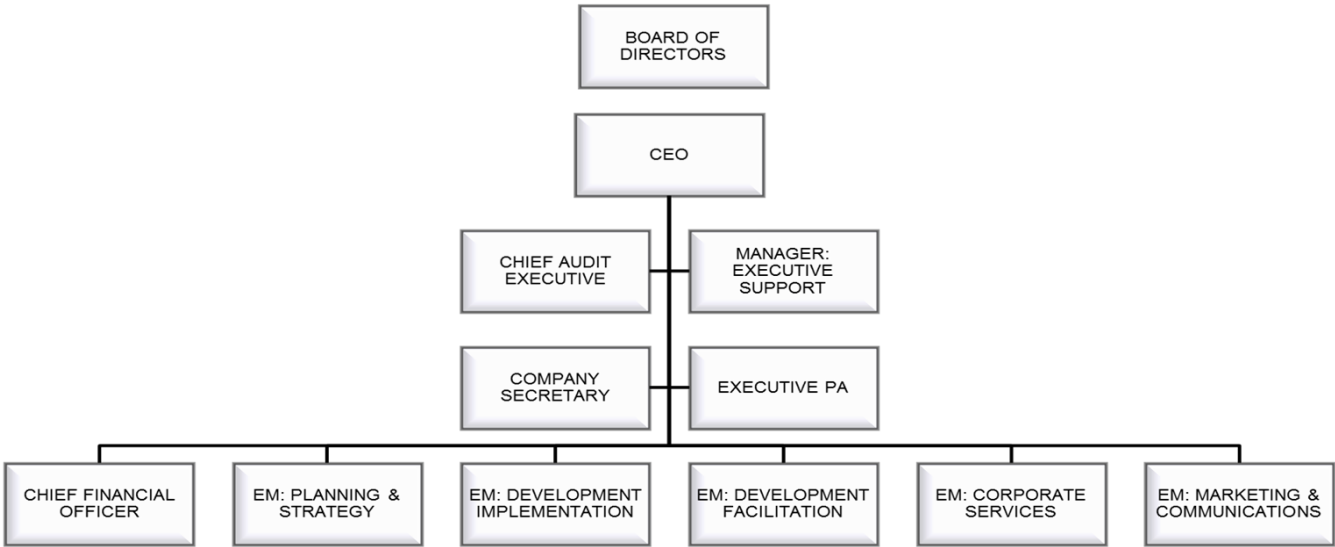 BOARD OF
DIRECTORS
CEO
CHIEF AUDIT
EXECUTIVE
MANAGER:
EXECUTIVE
SUPPORT
COMPANY
SECRETARY
EXECUTIVE PA
CHIEF FINANCIAL
OFFICER
EM: PLANNING &
STRATEGY
EM: DEVELOPMENT
IMPLEMENTATION
EM: DEVELOPMENT
FACILITATION
EM: CORPORATE
SERVICES
EM: MARKETING &
COMMUNICATIONS